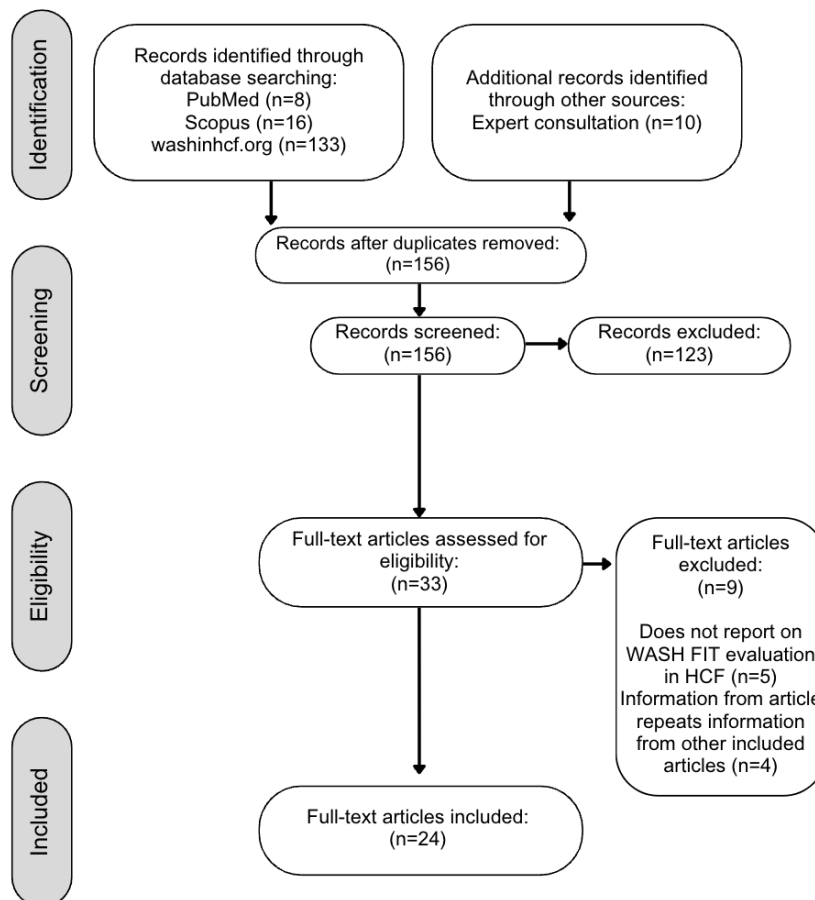 Identification
Records identified through
database searching:
PubMed (n=8)
Scopus (n=16)
washinhcf.org (n=133)
Additional records identified
through other sources:
Expert consultation (n=10)
Records after duplicates removed:
(n=156)
Screening
Records screened:
(n=156)
Records excluded:
(n=123)
Eligibility
Full-text articles assessed for
eligibility:
(n=33)
Full-text articles
excluded:
(n=9)
Does not report on
WASH FIT evaluation
in HCF (n=5)
Information from article
repeats information
from other included
articles (n=4)
Included
Full-text articles included:
(n=24)